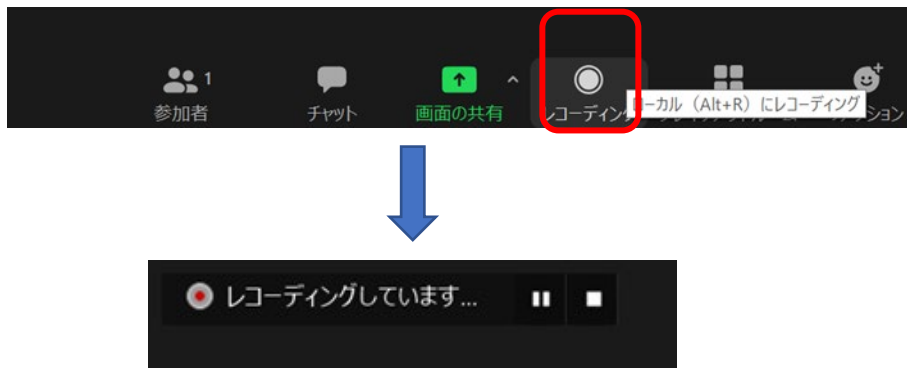 1
参加者
チャット
画面の共有
レコーディング
ーカル (Alt+R) にレコーディング
レコーディングしています...